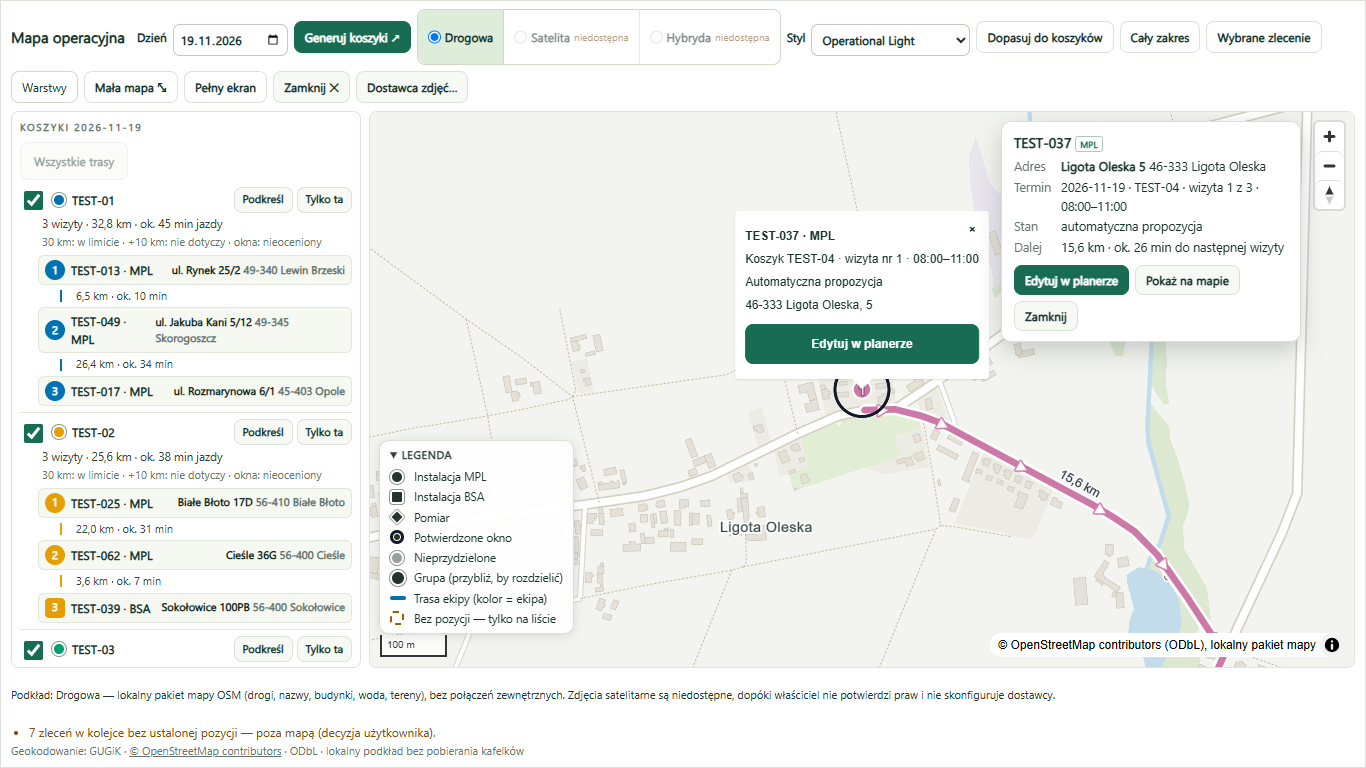 Mapa operacyjna
Dzień
19.11.2026
Generuj koszyki ↗
Drogowa
Satelita niedostępna
Hybryda niedostępna
Styl
Operational Light
Dopasuj do koszyków
Cały zakres
Wybrane zlecenie
Warstwy
Mała mapa ⤡
Pełny ekran
Zamknij ✕
Dostawca zdjęć...
KOSZYKI 2026-11-19
Wszystkie trasy
TEST-01
Podkreśl
Tylko ta
3 wizyty · 32,8 km · ok. 45 min jazdy
30 km: w limicie · +10 km: nie dotyczy · okna: nieoceniony
1 TEST-013 · MPL ul. Rynek 25/2 49-340 Lewin Brzeski
6,5 km · ok. 10 min
2 TEST-049 · MPL ul. Jakuba Kani 5/12 49-345 Skorogoszcz
26,4 km · ok. 34 min
3 TEST-017 · MPL ul. Rozmarynowa 6/1 45-403 Opole
TEST-02
Podkreśl
Tylko ta
3 wizyty · 25,6 km · ok. 38 min jazdy
30 km: w limicie · +10 km: nie dotyczy · okna: nieoceniony
1 TEST-025 · MPL Białe Błoto 17D 56-410 Białe Błoto
22,0 km · ok. 31 min
2 TEST-062 · MPL Cieśle 36G 56-400 Cieśle
3,6 km · ok. 7 min
3 TEST-039 · BSA Sokołowice 100PB 56-400 Sokołowice
TEST-03
Podkreśl
Tylko ta
TEST-037 · MPL
×
Koszyk TEST-04 · wizyta nr 1 · 08:00–11:00
Automatyczna propozycja
46-333 Ligota Oleska, 5
Edytuj w planerze
1
TEST-037 MPL
Adres Ligota Oleska 5 46-333 Ligota Oleska
Termin 2026-11-19 · TEST-04 · wizyta 1 z 3 ·
08:00–11:00
Stan automatyczna propozycja
Dalej 15,6 km · ok. 26 min do następnej wizyty
Edytuj w planerze
Pokaż na mapie
Zamknij
15,6 km
Ligota Oleska
▼ LEGENDA
Instalacja MPL
Instalacja BSA
Pomiar
Potwierdzone okno
Nieprzydzielone
Grupa (przybliż, by rozdzielić)
Trasa ekipy (kolor = ekipa)
Bez pozycji — tylko na liście
100 m
© OpenStreetMap contributors (ODbL), lokalny pakiet mapy
Podkład: Drogowa — lokalny pakiet mapy OSM (drogi, nazwy, budynki, woda, tereny), bez połączeń zewnętrznych. Zdjęcia satelitarne są niedostępne, dopóki właściciel nie potwierdzi praw i nie skonfiguruje dostawcy.
• 7 zleceń w kolejce bez ustalonej pozycji — poza mapą (decyzja użytkownika).
Geokodowanie: GUGiK · © OpenStreetMap contributors · ODbL · lokalny podkład bez pobierania kafelków